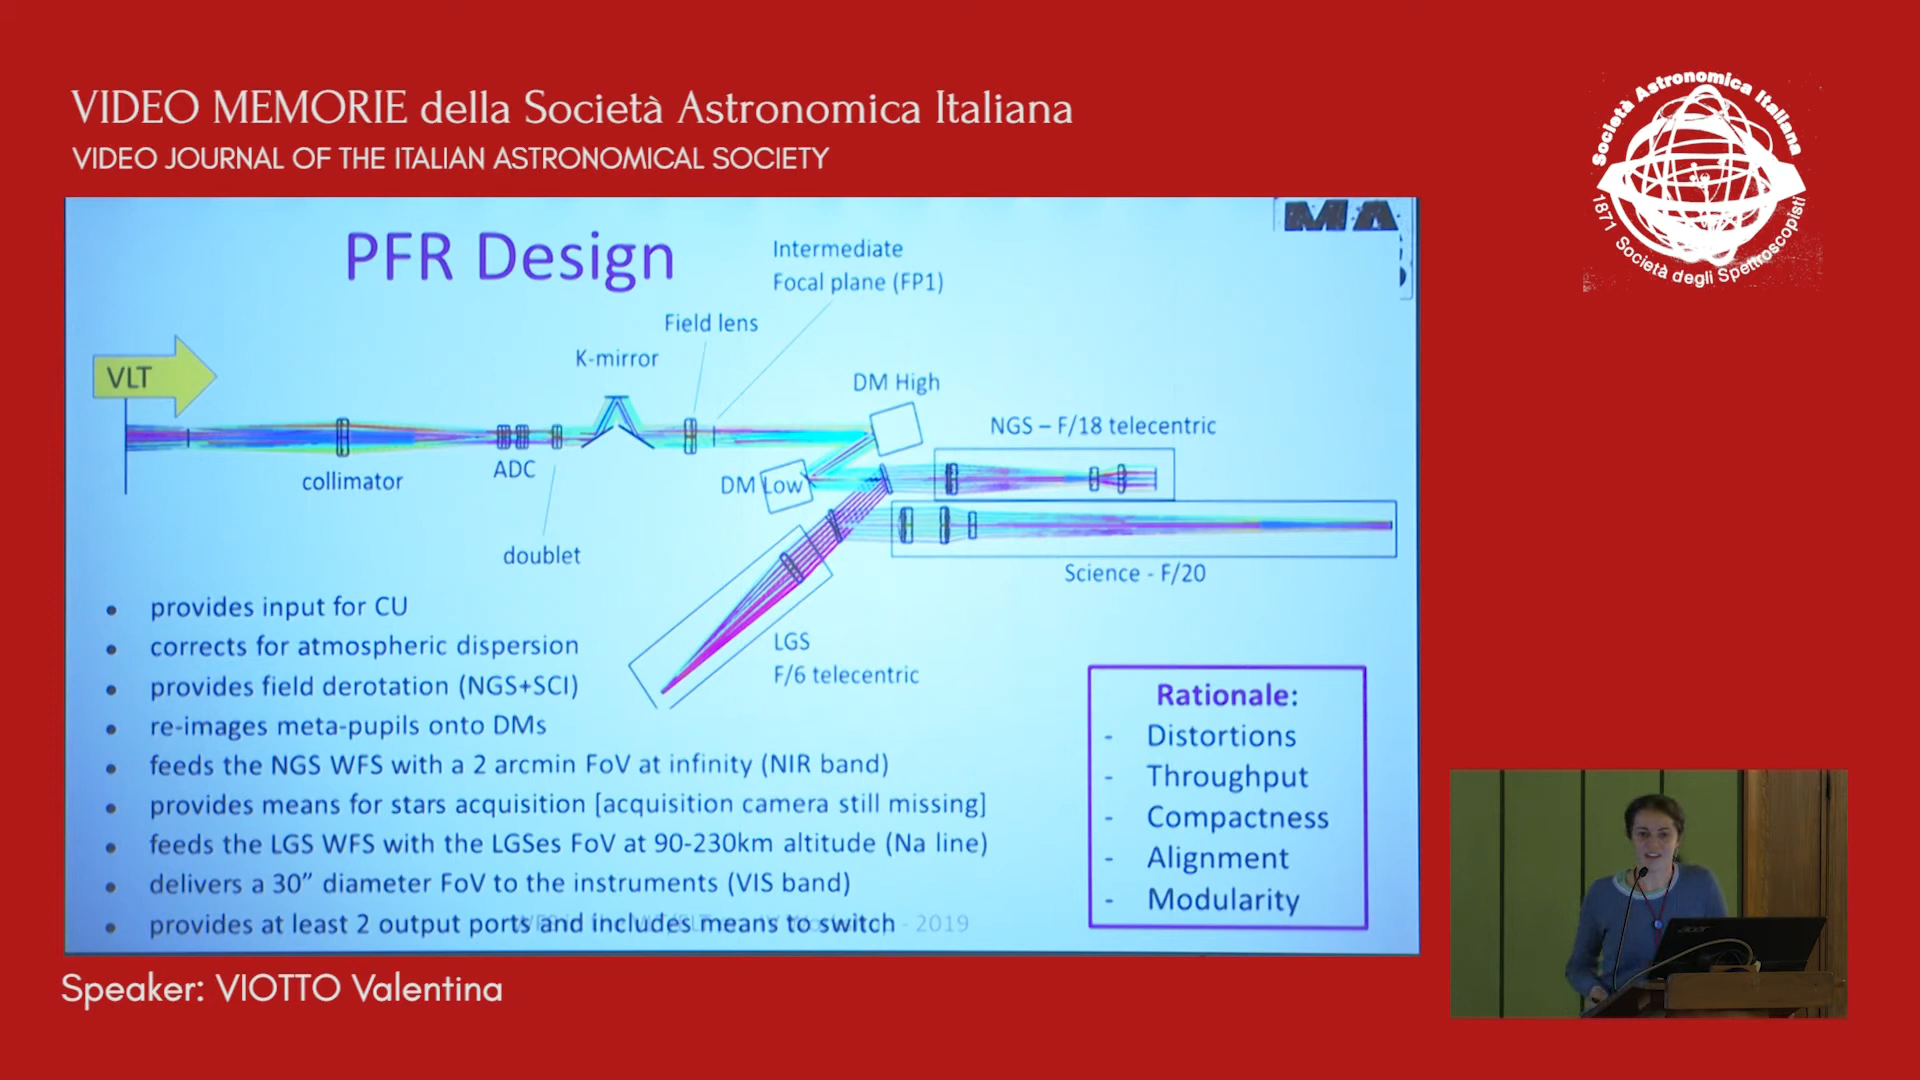 VIDEO MEMORIE della Società Astronomica Italiana
VIDEO JOURNAL OF THE ITALIAN ASTRONOMICAL SOCIETY
Società Astronomica Italiana
1871 Società degli Spettroscopisti
MA
PFR Design
Intermediate
Focal plane (FP1)
Field lens
K-mirror
VLT
DM High
NGS – F/18 telecentric
collimator
ADC
DM Low
doublet
Science - F/20
LGS
F/6 telecentric
• provides input for CU
• corrects for atmospheric dispersion
• provides field derotation (NGS+SCI)
• re-images meta-pupils onto DMs
• feeds the NGS WFS with a 2 arcmin FoV at infinity (NIR band)
• provides means for stars acquisition [acquisition camera still missing]
• feeds the LGS WFS with the LGSes FoV at 90-230km altitude (Na line)
• delivers a 30” diameter FoV to the instruments (VIS band)
• provides at least 2 output ports and includes means to switch
- 2019
Rationale:
- Distortions
- Throughput
- Compactness
- Alignment
- Modularity
acer
Speaker: VIOTTO Valentina